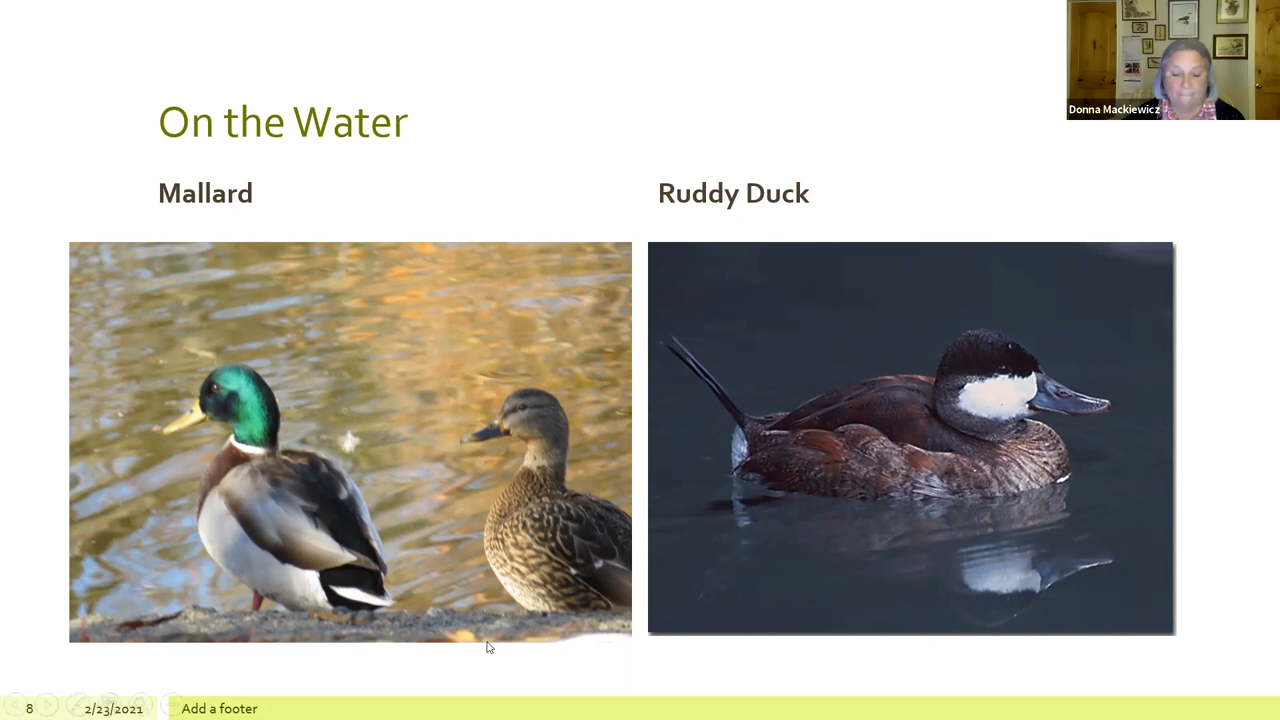 Donna Mackiewicz
On the Water
Mallard
Ruddy Duck
8
2/23/2021
Add a footer